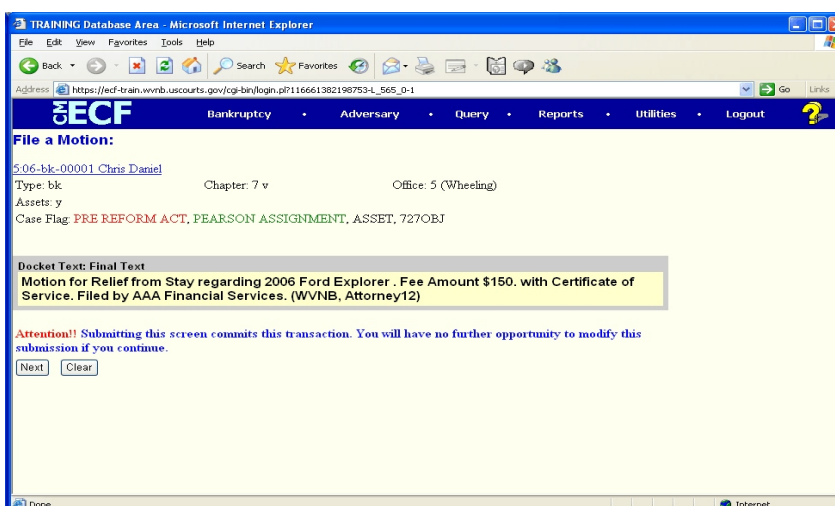 TRAINING Database Area - Microsoft Internet Explorer
File Edit View Favorites Tools Help
Back Search Favorites
Address https://ecf-train.wvnb.uscourts.gov/cgi-bin/login.pl?116661382198753-L_565_0-1 Go Links
CM ECF Bankruptcy • Adversary • Query • Reports • Utilities • Logout ?
File a Motion:
5:06-bk-00001 Chris Daniel
Type: bk Chapter: 7 v Office: 5 (Wheeling)
Assets: y
Case Flag: PRE REFORM ACT, PEARSON ASSIGNMENT, ASSET, 727OBJ
Docket Text: Final Text
Motion for Relief from Stay regarding 2006 Ford Explorer . Fee Amount $150. with Certificate of
Service. Filed by AAA Financial Services. (WVNB, Attorney12)
Attention!! Submitting this screen commits this transaction. You will have no further opportunity to modify this
submission if you continue.
Next Clear
Done Internet